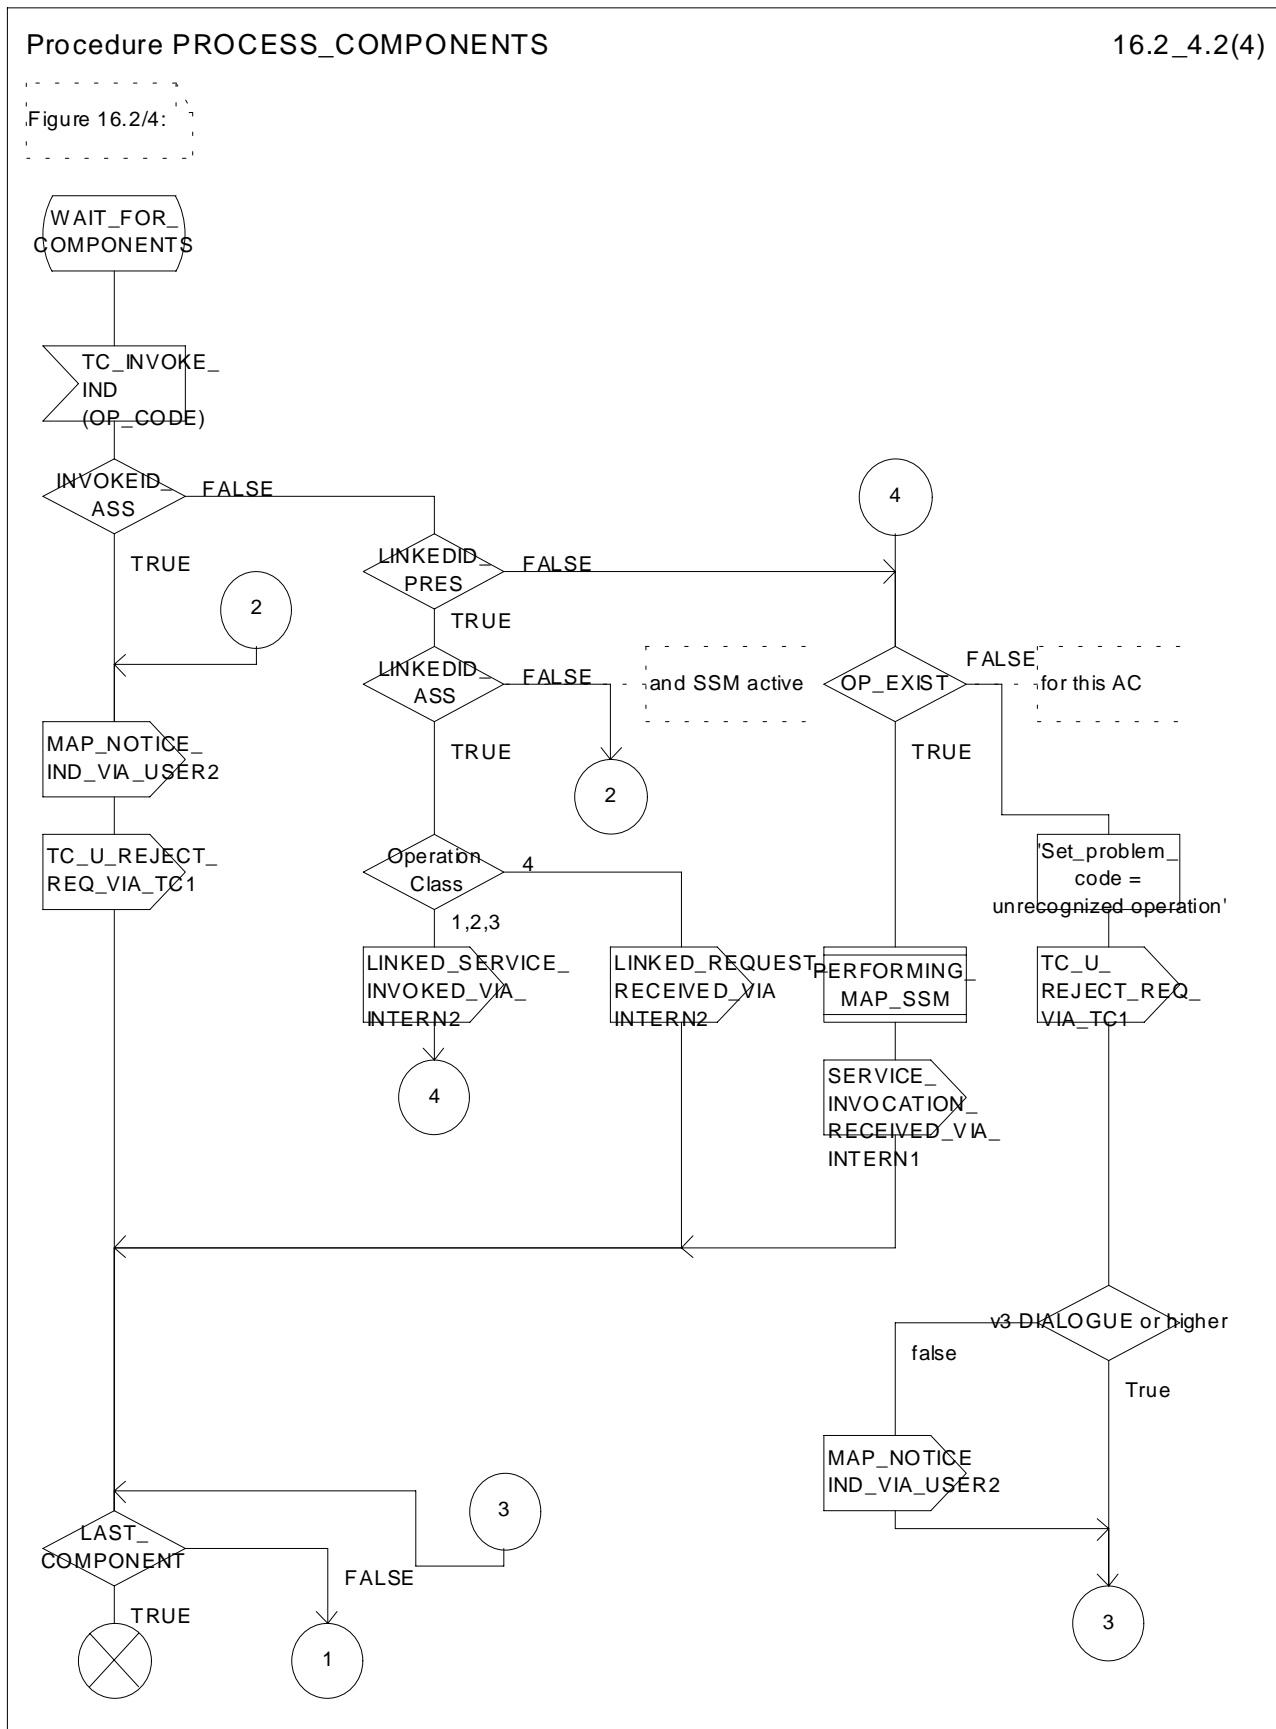 Procedure PROCESS_COMPONENTS
16.2_4.2(4)
Figure 16.2/4:
WAIT_FOR_
COMPONENTS
TC_INVOKE_
IND
(OP_CODE)
INVOKEID_
ASS
FALSE
TRUE
4
LINKEDID_
PRES
FALSE
TRUE
2
LINKEDID_
ASS
FALSE
TRUE
and SSM active
OP_EXIST
FALSE
TRUE
for this AC
MAP_NOTICE_
IND_VIA_USER2
2
TC_U_REJECT_
REQ_VIA_TC1
Operation
Class
4
1,2,3
'Set_problem_
code =
unrecognized operation'
LINKED_SERVICE_
INVOKED_VIA_
INTERN2
LINKED_REQUEST_
RECEIVED_VIA
INTERN2
PERFORMING_
MAP_SSM
TC_U_
REJECT_REQ_
VIA_TC1
4
SERVICE_
INVOCATION_
RECEIVED_VIA_
INTERN1
v3 DIALOGUE or higher
false
True
MAP_NOTICE
IND_VIA_USER2
3
LAST_
COMPONENT
FALSE
TRUE
1
3